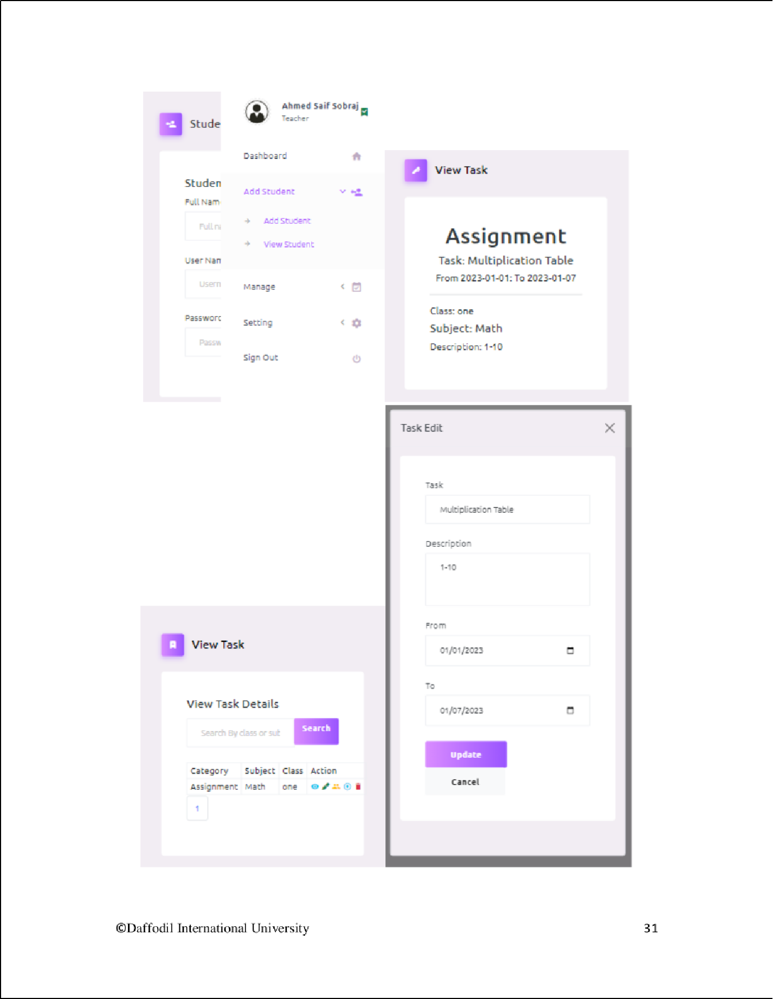 Stude
Studen
Full Nam
Full na
User Nam
Usern
Password
Passw
Ahmed Saif Sobraj
Teacher
Dashboard
Add Student
Add Student
View Student
Manage
Setting
Sign Out
View Task
Assignment
Task: Multiplication Table
From 2023-01-01: To 2023-01-07
Class: one
Subject: Math
Description: 1-10
View Task
View Task Details
Search By class or sub
Search
Category Subject Class Action
Assignment Math one
1
Task Edit
Task
Multiplication Table
Description
1-10
From
01/01/2023
To
01/07/2023
Update
Cancel
©Daffodil International University 31